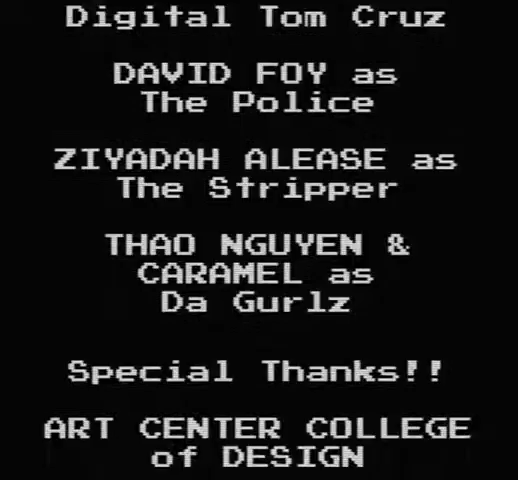 Digital Tom Cruz
DAVID FOY as
The Police
ZIYADAH ALEASE as
The Stripper
THAO NGUYEN &
CARAMEL as
Da Gurlz
Special Thanks!!
ART CENTER COLLEGE
of DESIGN